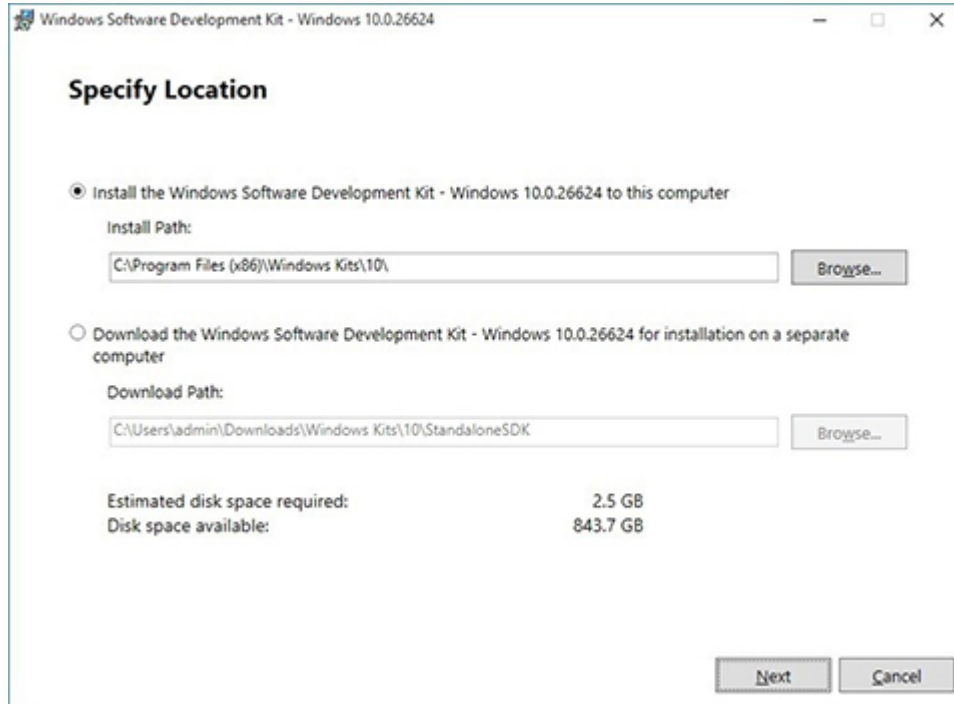 Windows Software Development Kit - Windows 10.0.26624
Specify Location
Install the Windows Software Development Kit - Windows 10.0.26624 to this computer
Install Path:
C:\Program Files (x86)\Windows Kits\10\
Browse...
Download the Windows Software Development Kit - Windows 10.0.26624 for installation on a separate
computer
Download Path:
C:\Users\admin\Downloads\Windows Kits\10\StandaloneSDK
Browse...
Estimated disk space required: 2.5 GB
Disk space available: 843.7 GB
Next Cancel